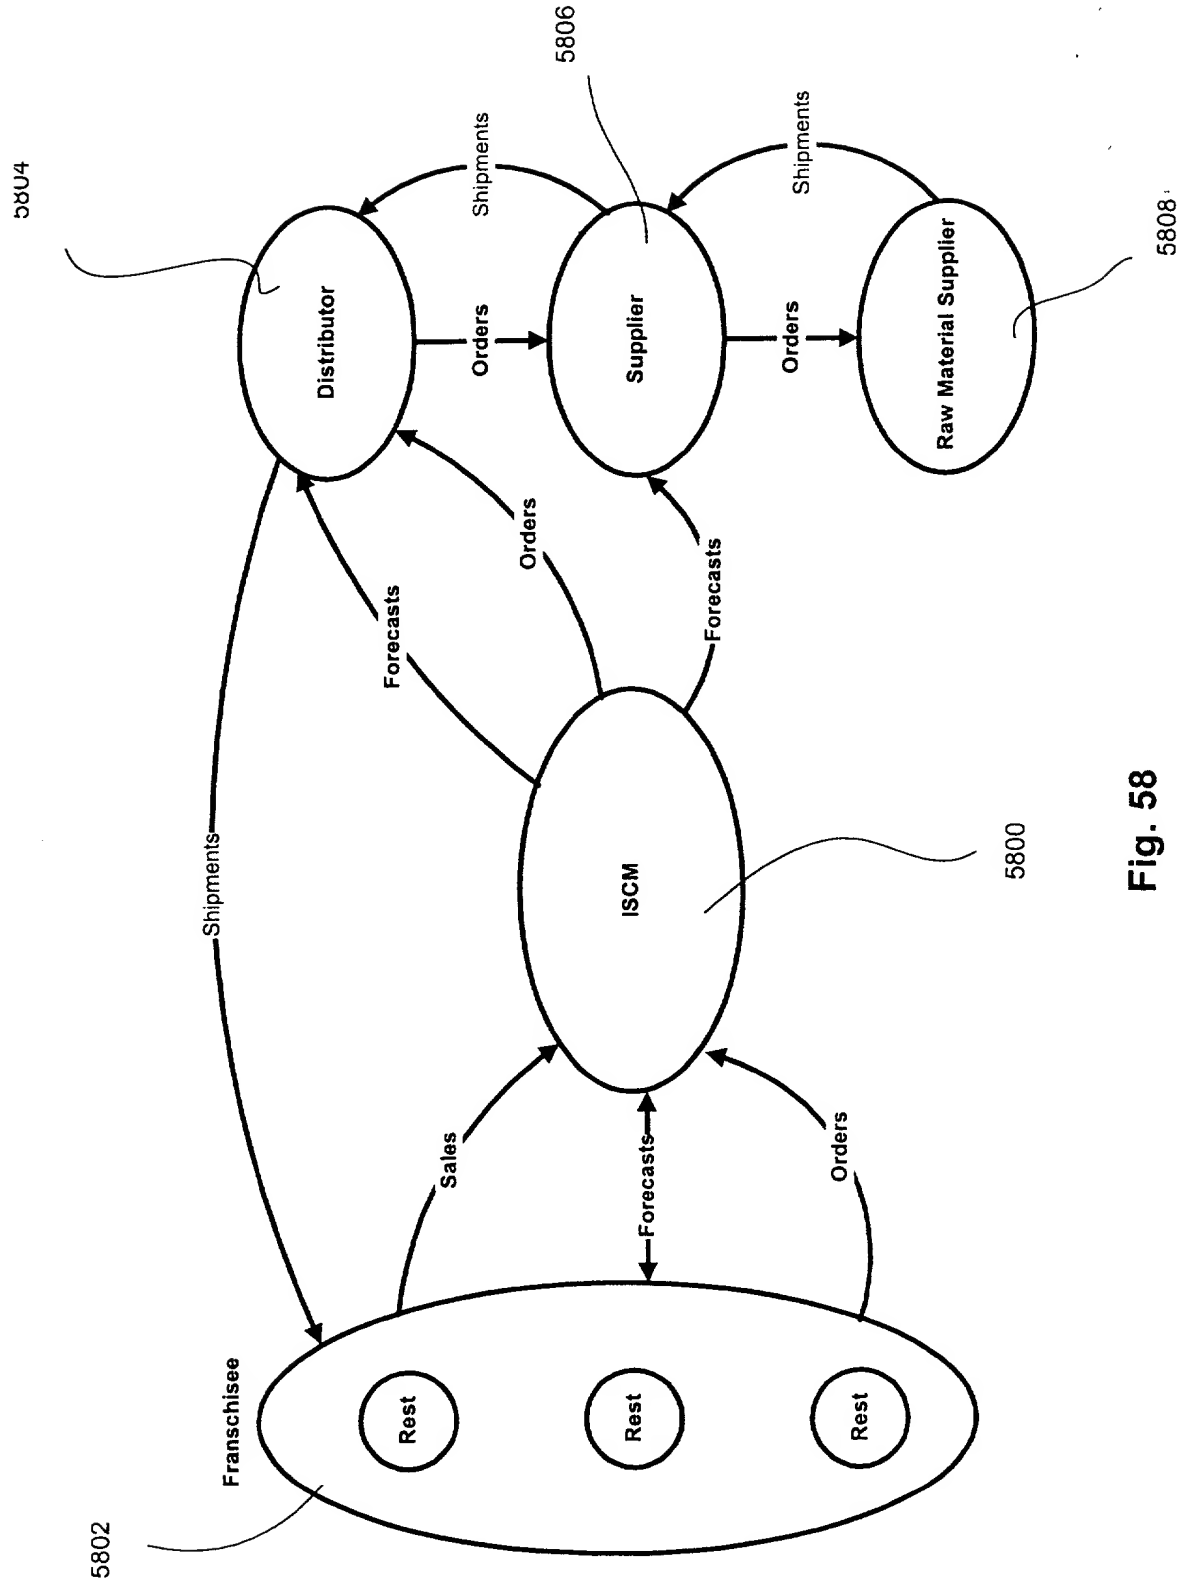 5804
5802
Shipments
Franschisee
Distributor
Forecasts
Rest
Sales
Orders
Shipments
Orders
5806
Rest
ISCM
Supplier
Forecasts
Forecasts
Orders
Shipments
Orders
Rest
Raw Material Supplier
5800
5808
Fig. 58